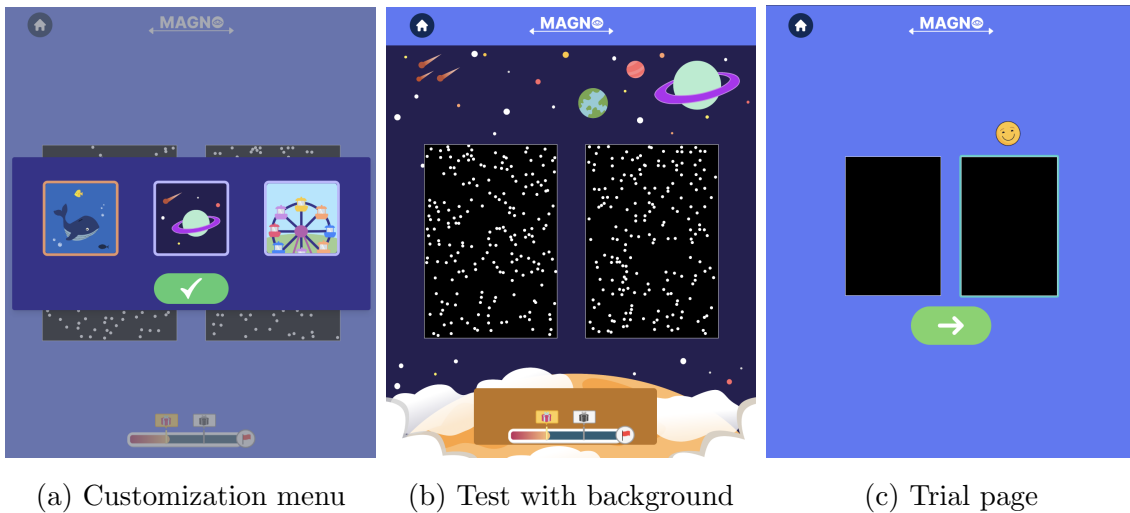 MAGNO
MAGNO
MAGNO
(a) Customization menu
(b) Test with background
(c) Trial page